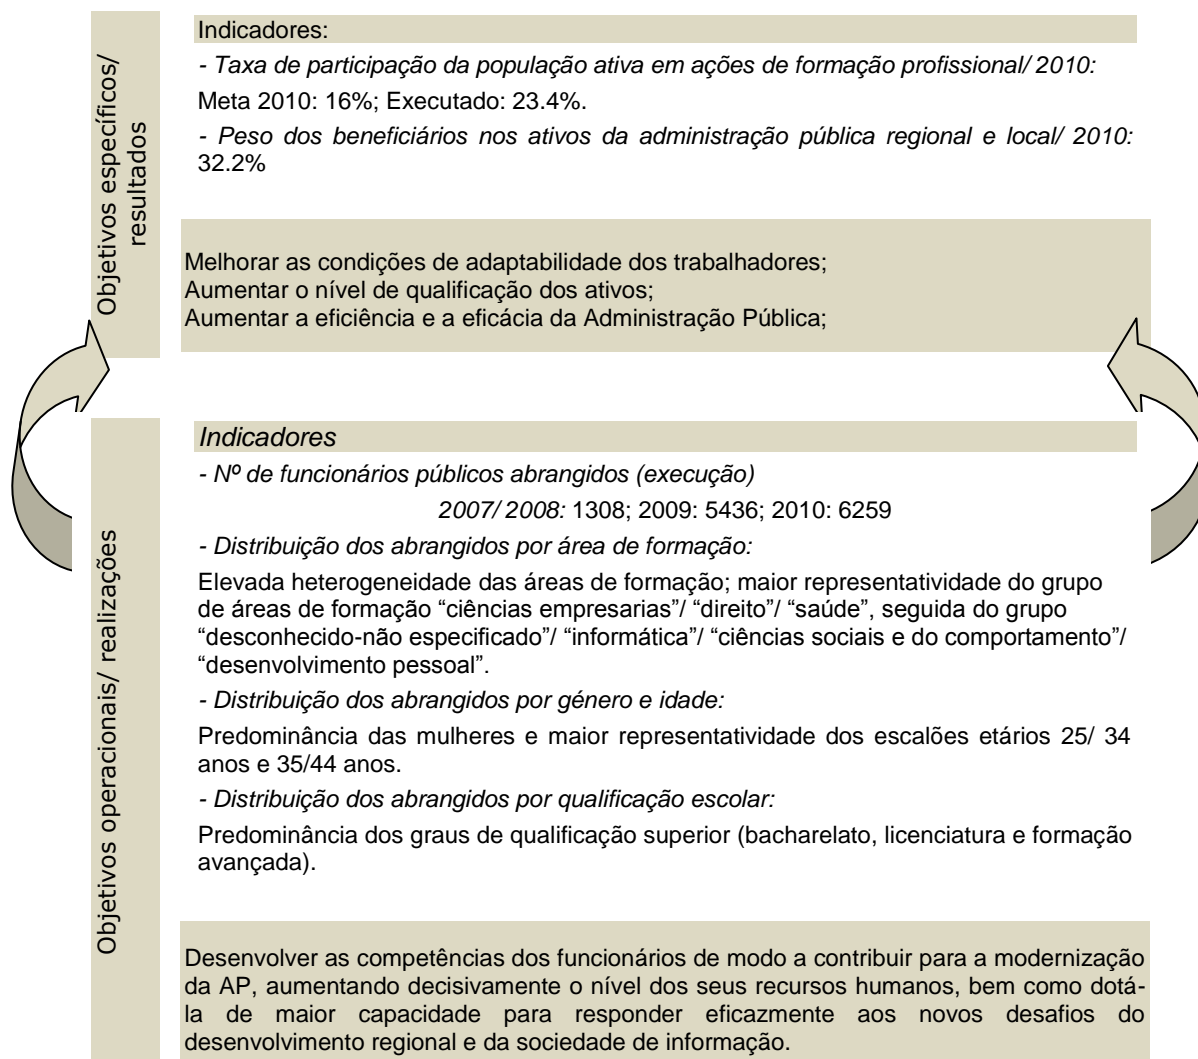 Objetivos específicos/
resultados
Indicadores:
- Taxa de participação da população ativa em ações de formação profissional/ 2010:
Meta 2010: 16%; Executado: 23.4%.
- Peso dos beneficiários nos ativos da administração pública regional e local/ 2010:
32.2%
Melhorar as condições de adaptabilidade dos trabalhadores;
Aumentar o nível de qualificação dos ativos;
Aumentar a eficiência e a eficácia da Administração Pública;
Objetivos operacionais/ realizações
Indicadores
- Nº de funcionários públicos abrangidos (execução)
2007/ 2008: 1308; 2009: 5436; 2010: 6259
- Distribuição dos abrangidos por área de formação:
Elevada heterogeneidade das áreas de formação; maior representatividade do grupo
de áreas de formação “ciências empresarias”/ “direito”/ “saúde”, seguida do grupo
“desconhecido-não especificado”/ “informática”/ “ciências sociais e do comportamento”/
“desenvolvimento pessoal”.
- Distribuição dos abrangidos por género e idade:
Predominância das mulheres e maior representatividade dos escalões etários 25/ 34
anos e 35/44 anos.
- Distribuição dos abrangidos por qualificação escolar:
Predominância dos graus de qualificação superior (bacharelato, licenciatura e formação
avançada).
Desenvolver as competências dos funcionários de modo a contribuir para a modernização
da AP, aumentando decisivamente o nível dos seus recursos humanos, bem como dotá-
la de maior capacidade para responder eficazmente aos novos desafios do
desenvolvimento regional e da sociedade de informação.